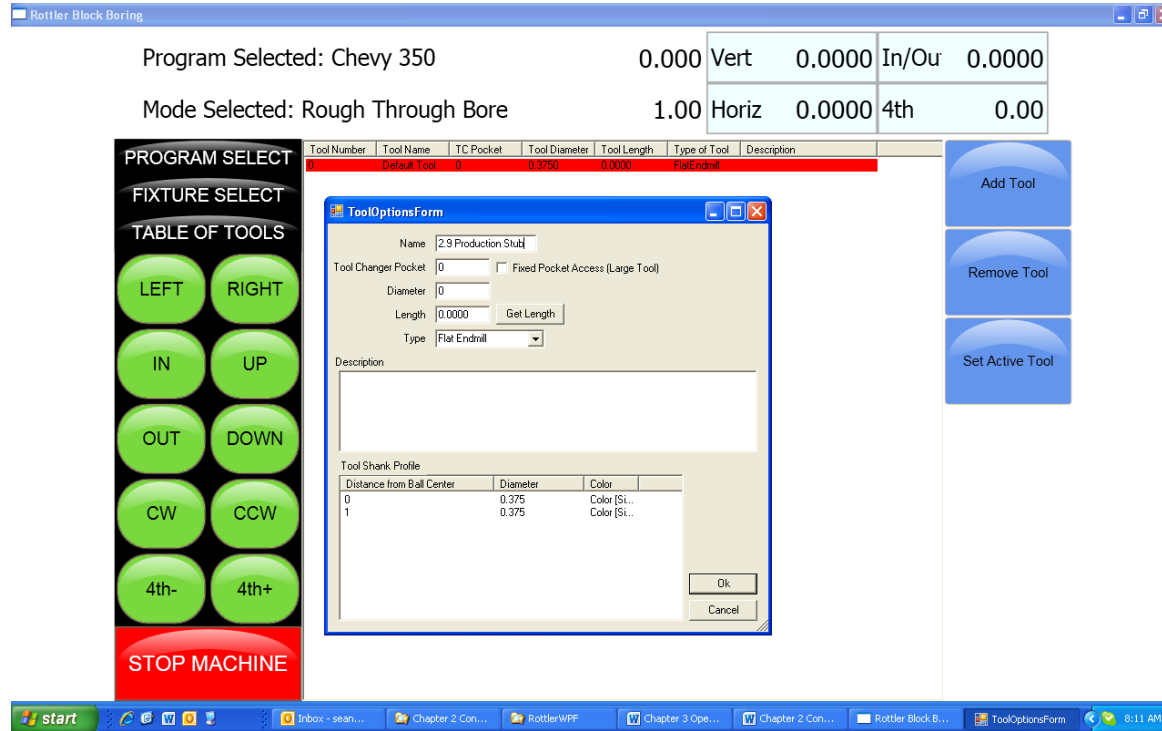 Rottler Block Boring
Program Selected: Chevy 350
0.000 Vert 0.0000 In/Ou 0.0000
Mode Selected: Rough Through Bore
1.00 Horiz 0.0000 4th 0.00
PROGRAM SELECT
FIXTURE SELECT
TABLE OF TOOLS
LEFT RIGHT
IN UP
OUT DOWN
CW CCW
4th- 4th+
STOP MACHINE
Tool Number Tool Name TC Pocket Tool Diameter Tool Length Type of Tool Description
0 Default Tool 0 0.3750 0.0000 FlatEndmill
ToolOptionsForm
Name 2.9 Production Stub
Tool Changer Pocket 0 Fixed Pocket Access (Large Tool)
Diameter 0
Length 0.0000 Get Length
Type Flat Endmill
Description
Tool Shank Profile
Distance from Ball Center Diameter Color
0 0.375 Color [Si...
1 0.375 Color [Si...
Ok
Cancel
Add Tool
Remove Tool
Set Active Tool
start Inbox - sean... Chapter 2 Con... RottlerWPF Chapter 3 Ope... Chapter 2 Con... Rottler Block B... ToolOptionsForm 8:11 AM